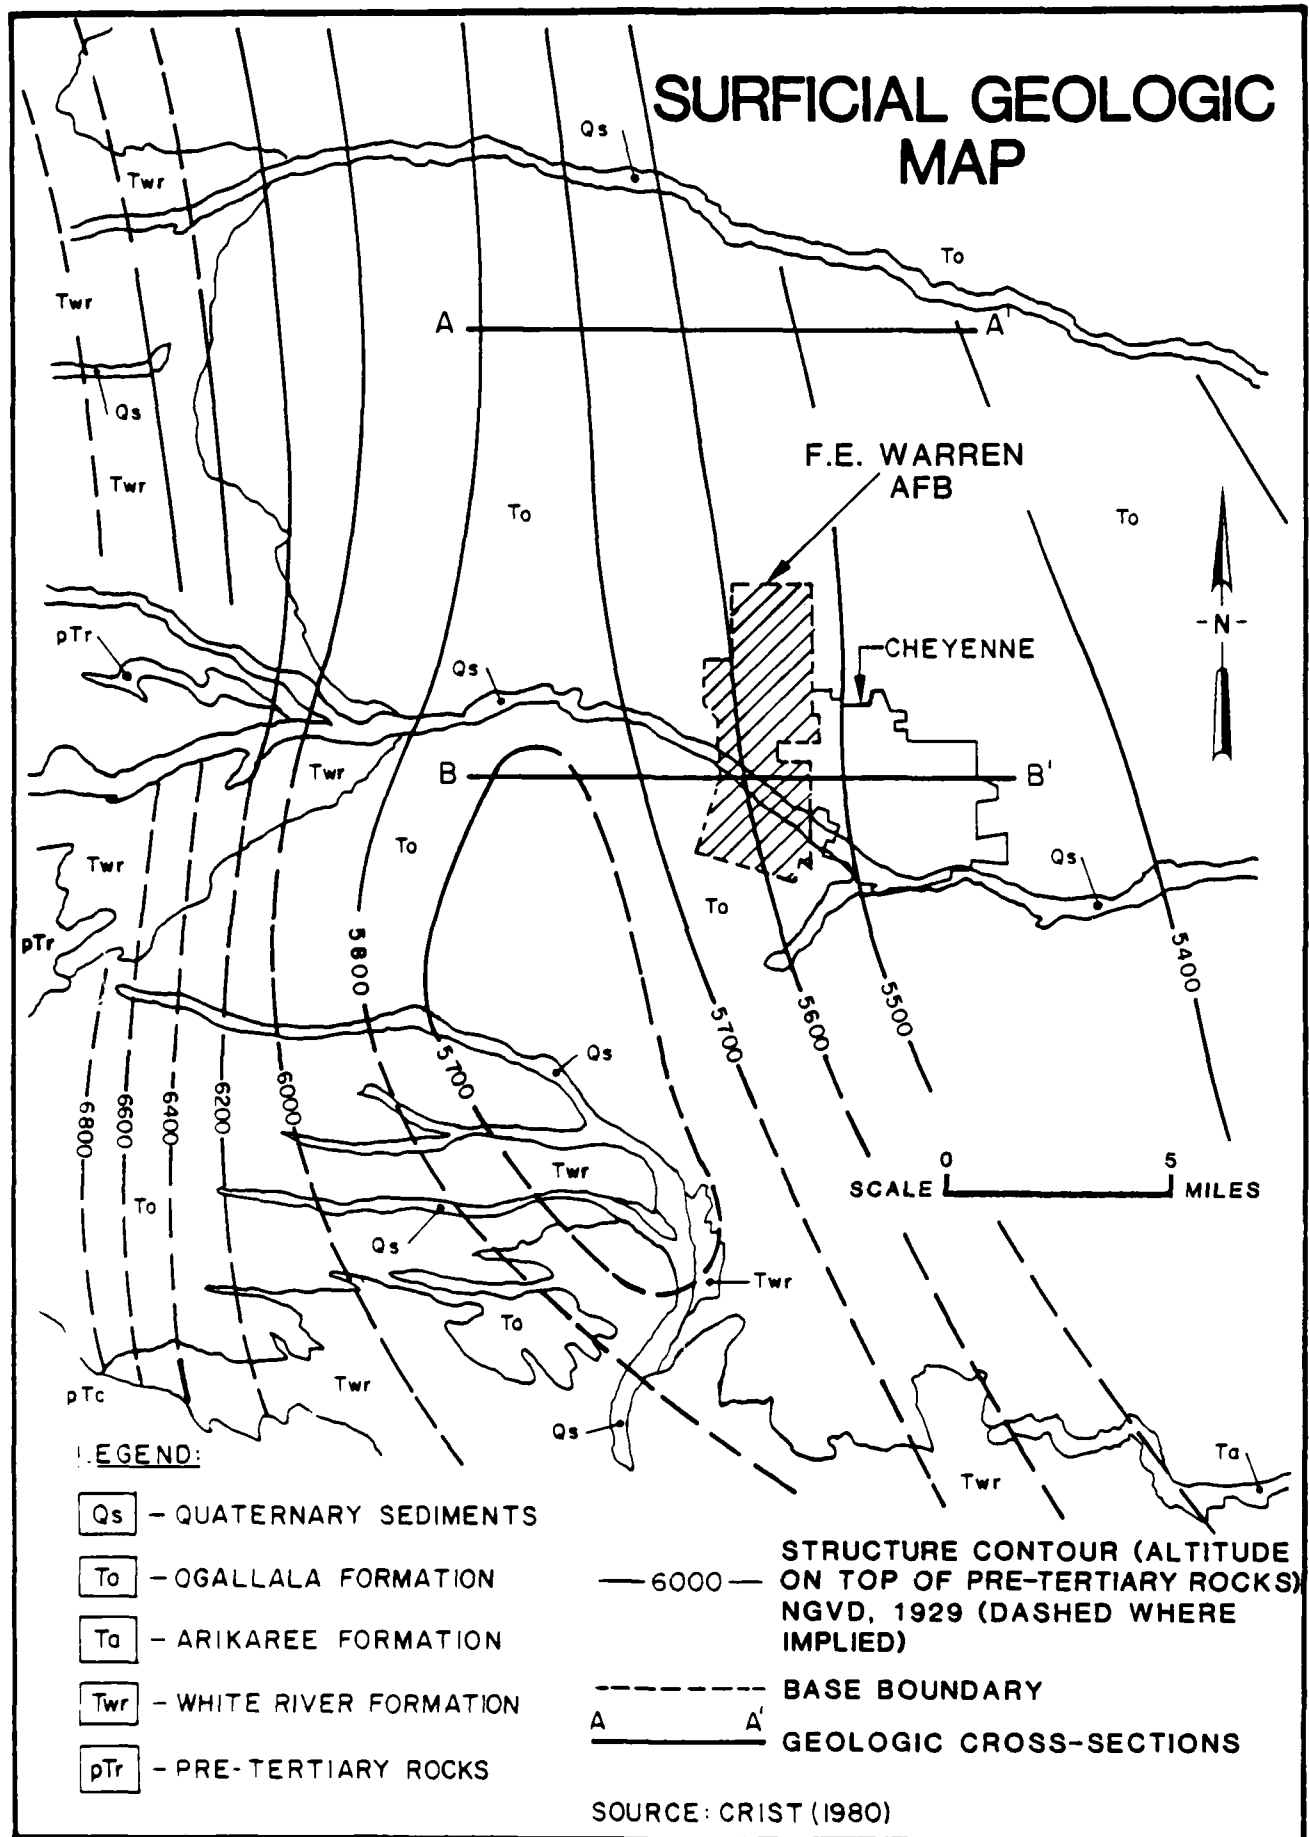 SURFICIAL GEOLOGIC
MAP
Qs
Twr
To
Twr
A
A'
Qs
F.E. WARREN
AFB
Twr
To
To
-N-
pTr
CHEYENNE
Qs
Twr
B
B'
To
Twr
Qs
To
pTr
5800
5400
5500
5600
5700
Qs
5700
6000
6200
6400
6600
6800
0
5
SCALE
MILES
Twr
To
Qs
Twr
To
pTc
Twr
Qs
Ta
Twr
LEGEND:
Qs - QUATERNARY SEDIMENTS
To - OGALLALA FORMATION
Ta - ARIKAREE FORMATION
Twr - WHITE RIVER FORMATION
pTr - PRE-TERTIARY ROCKS
6000
STRUCTURE CONTOUR (ALTITUDE
ON TOP OF PRE-TERTIARY ROCKS)
NGVD, 1929 (DASHED WHERE
IMPLIED)
BASE BOUNDARY
A
A'
GEOLOGIC CROSS-SECTIONS
SOURCE: CRIST (1980)